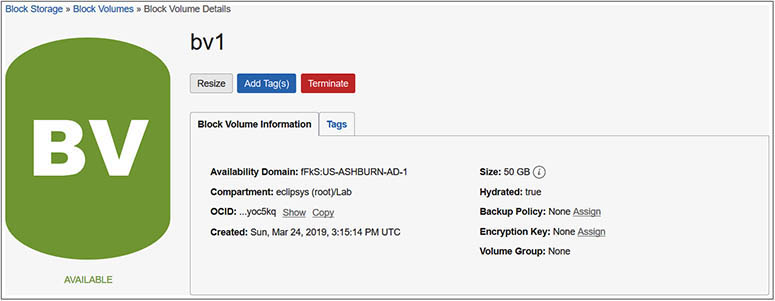 Block Storage » Block Volumes » Block Volume Details
BV
AVAILABLE
bv1
Resize Add Tag(s) Terminate
Block Volume Information Tags
Availability Domain: fFkS:US-ASHBURN-AD-1
Compartment: eclipsys (root)/Lab
OCID: ...yoc5kq Show Copy
Created: Sun, Mar 24, 2019, 3:15:14 PM UTC
Size: 50 GB i
Hydrated: true
Backup Policy: None Assign
Encryption Key: None Assign
Volume Group: None